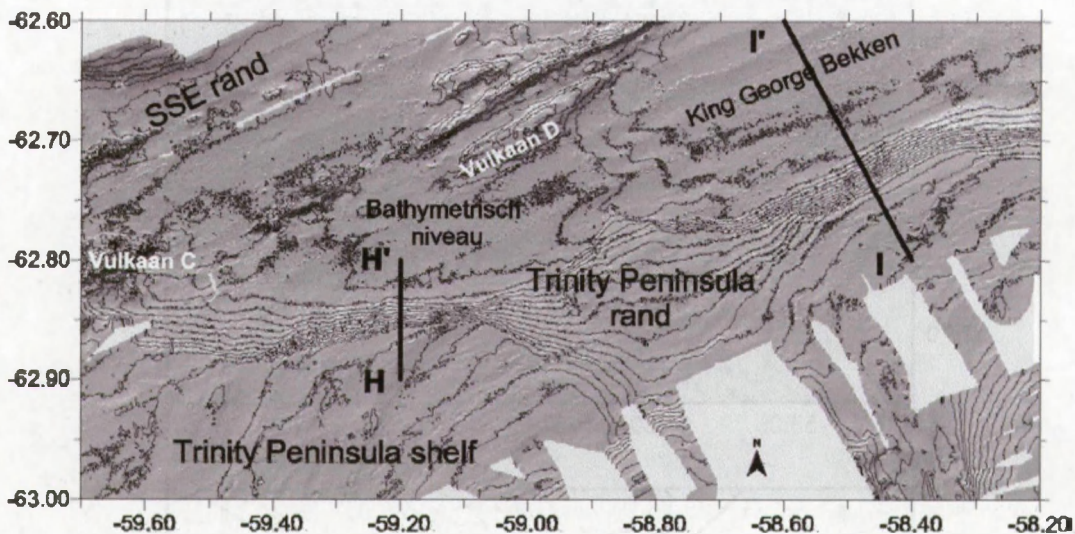 -62.60
-62.70
-62.80
-62.90
-63.00
SSE rand
I'
King George Bekken
Vulkaan D
Bathymetrisch
niveau
Vulkaan C
H'
Trinity Peninsula
rand
I
H
Trinity Peninsula shelf
N
-59.60
-59.40
-59.20
-59.00
-58.80
-58.60
-58.40
-58.20